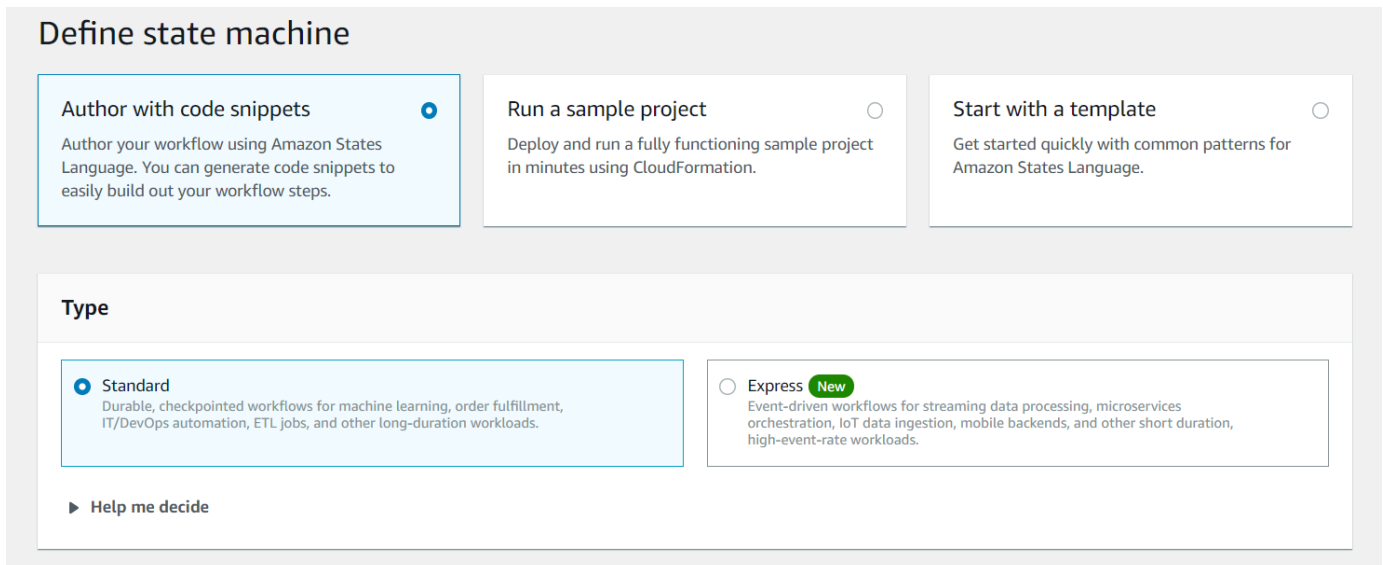 Define state machine
Author with code snippets
Author your workflow using Amazon States
Language. You can generate code snippets to
easily build out your workflow steps.
Run a sample project
Deploy and run a fully functioning sample project
in minutes using CloudFormation.
Start with a template
Get started quickly with common patterns for
Amazon States Language.
Type
Standard
Durable, checkpointed workflows for machine learning, order fulfillment,
IT/DevOps automation, ETL jobs, and other long-duration workloads.
Express New
Event-driven workflows for streaming data processing, microservices
orchestration, IoT data ingestion, mobile backends, and other short duration,
high-event-rate workloads.
Help me decide